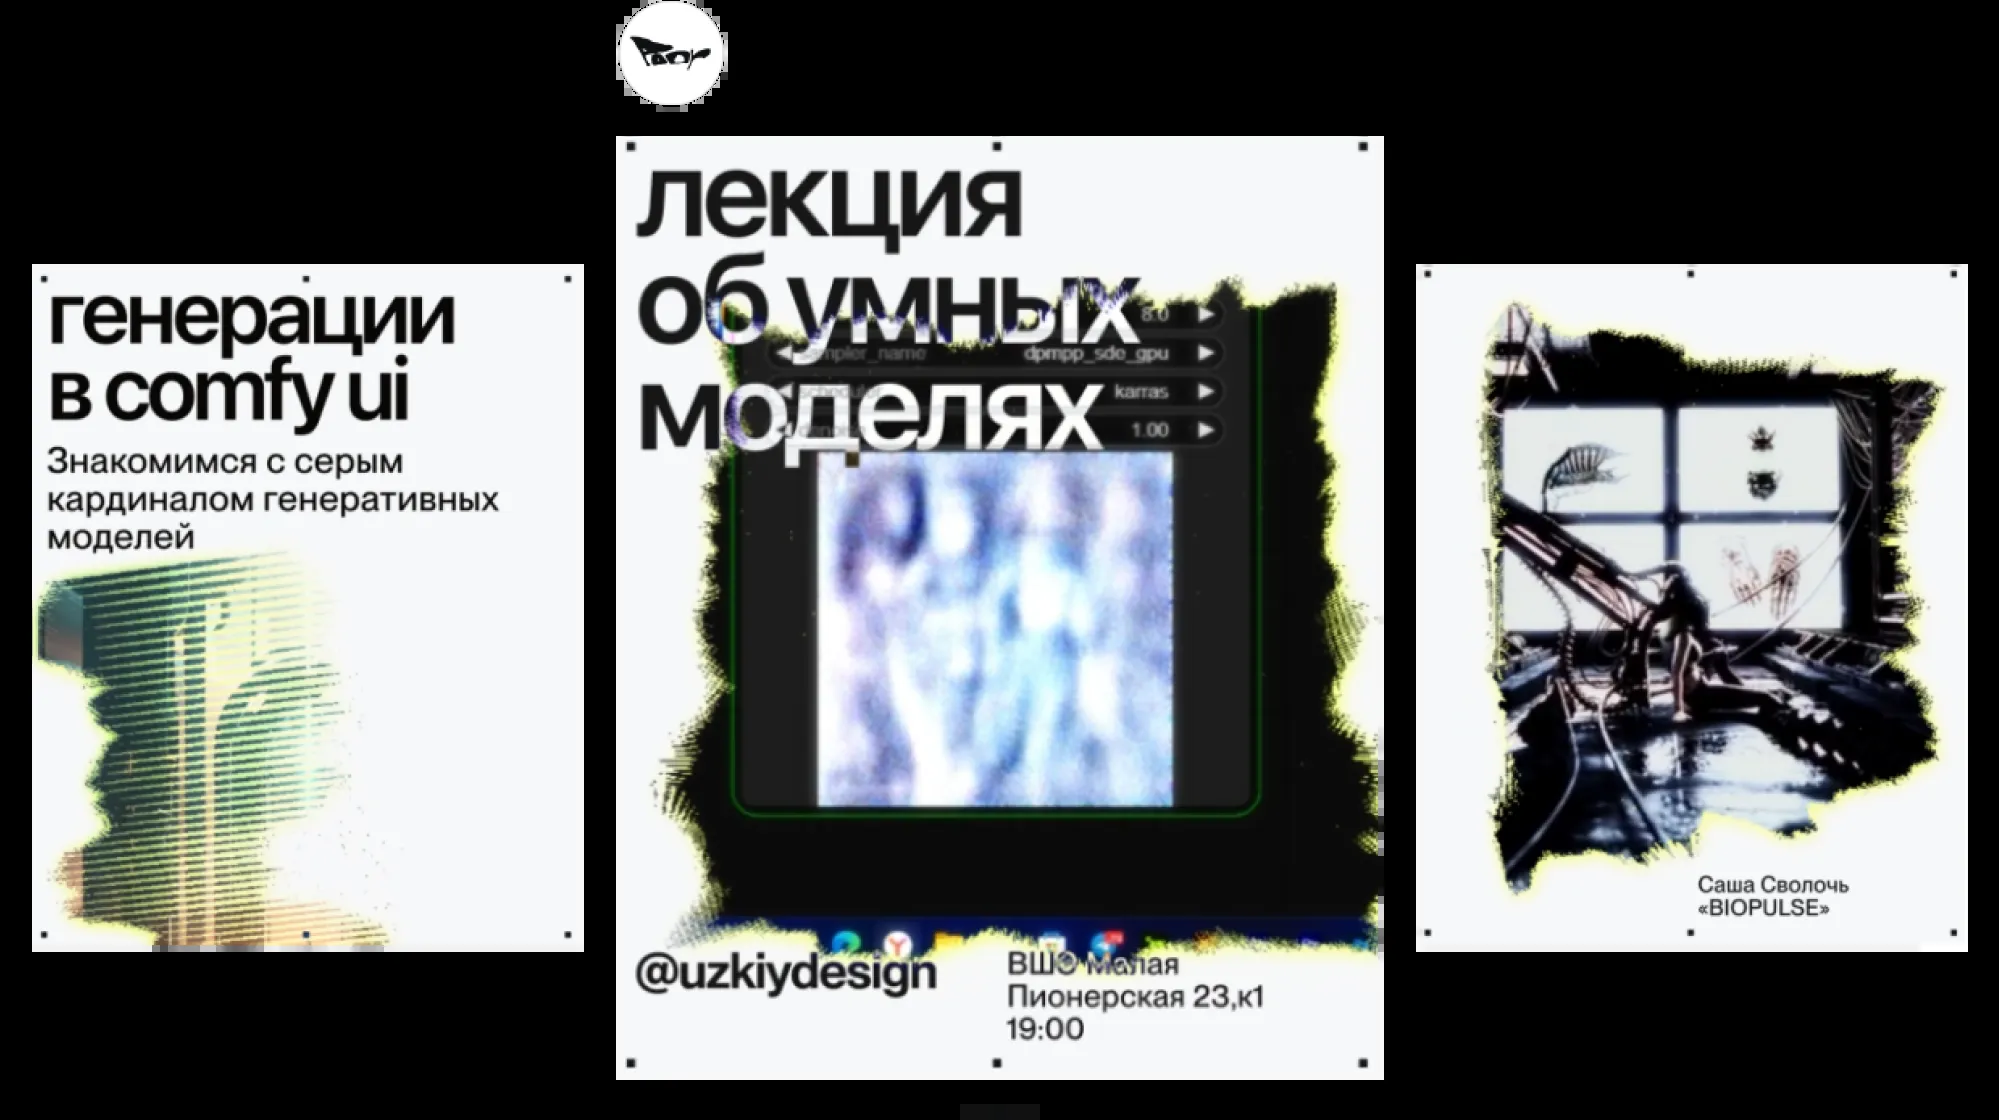 генерации
в comfy ui
Знакомимся с серым
кардиналом генеративных
моделей
лекция
об умных
моделях
8.0
dpmpp_sde_gpu
karras
1.00
@uzkiydesign
ВШЭ Малая
Пионерская 23,к1
19:00
Саша Сволочь
«BIOPULSE»